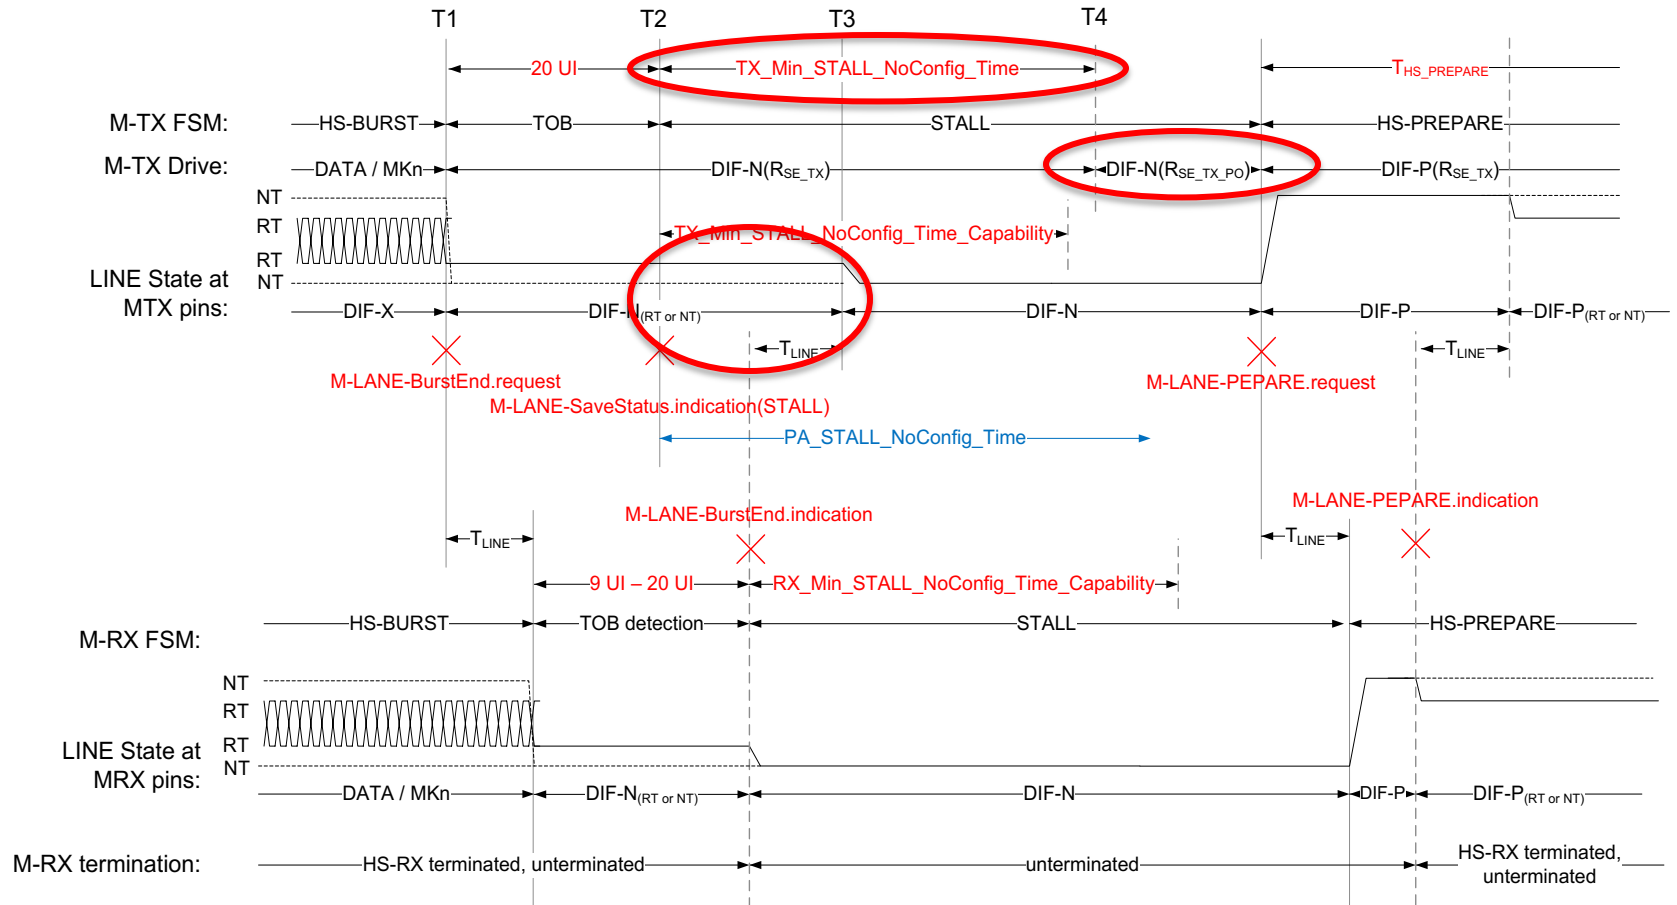 T1 T2 T3 T4
20 UI TX_Min_STALL_NoConfig_Time THS_PREPARE
M-TX FSM: HS-BURST TOB STALL HS-PREPARE
M-TX Drive: DATA / MKn DIF-N(RSE_TX) DIF-N(RSE_TX_PO) DIF-P(RSE_TX)
NT
RT
TX_Min_STALL_NoConfig_Time_Capability
RT
NT
LINE State at
MTX pins:
DIF-X DIF-N(RT or NT) DIF-N DIF-P DIF-P(RT or NT)
TLINE TLINE
M-LANE-BurstEnd.request M-LANE-PEPARE.request
M-LANE-SaveStatus.indication(STALL)
PA_STALL_NoConfig_Time
M-LANE-PEPARE.indication
M-LANE-BurstEnd.indication
TLINE TLINE
9 UI – 20 UI RX_Min_STALL_NoConfig_Time_Capability
M-RX FSM: HS-BURST TOB detection STALL HS-PREPARE
NT
RT
RT
NT
LINE State at
MRX pins:
DATA / MKn DIF-N(RT or NT) DIF-N DIF-P DIF-P(RT or NT)
M-RX termination: HS-RX terminated, unterminated unterminated HS-RX terminated,
unterminated